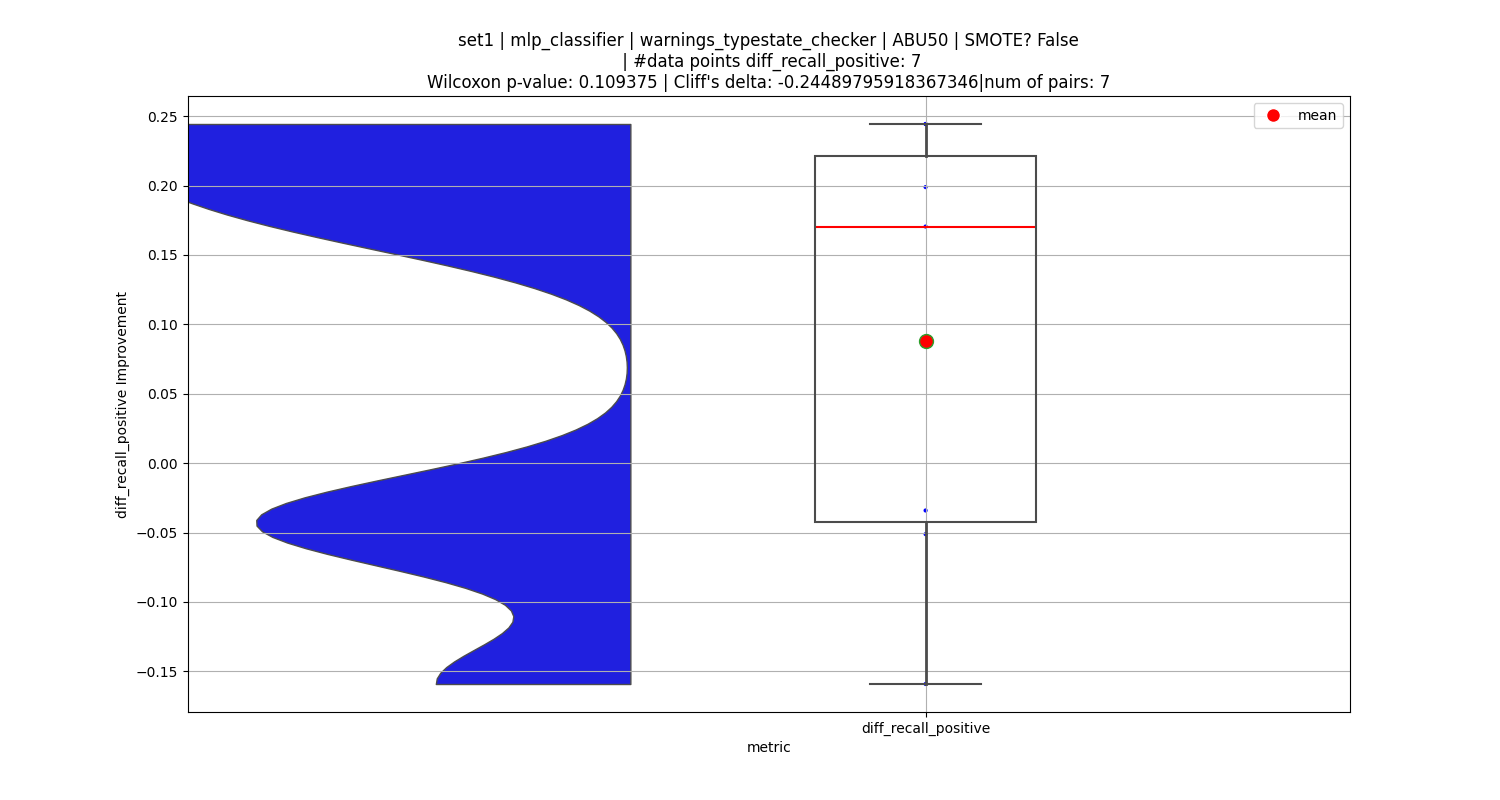 set1 | mlp_classifier | warnings_typestate_checker | ABU50 | SMOTE? False
| #data points diff_recall_positive: 7
Wilcoxon p-value: 0.109375 | Cliff's delta: -0.24489795918367346|num of pairs: 7
mean
0.25
0.20
0.15
0.10
0.05
0.00
−0.05
−0.10
−0.15
diff_recall_positive Improvement
diff_recall_positive
metric